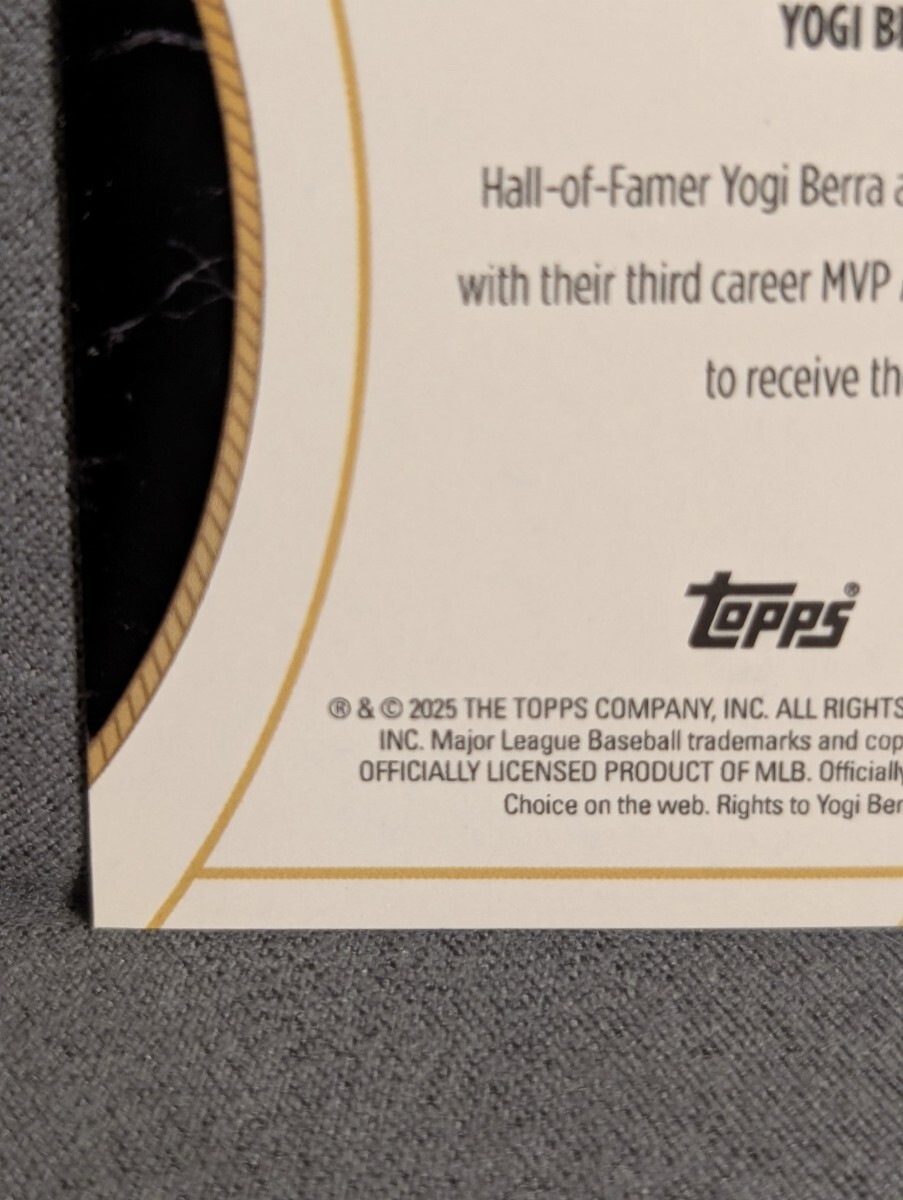 YOGI BE
Hall-of-Famer Yogi Berra a
with their third career MVP
to receive th
topps®
® & © 2025 THE TOPPS COMPANY, INC. ALL RIGHTS
INC. Major League Baseball trademarks and cop
OFFICIALLY LICENSED PRODUCT OF MLB. Officially
Choice on the web. Rights to Yogi Ber